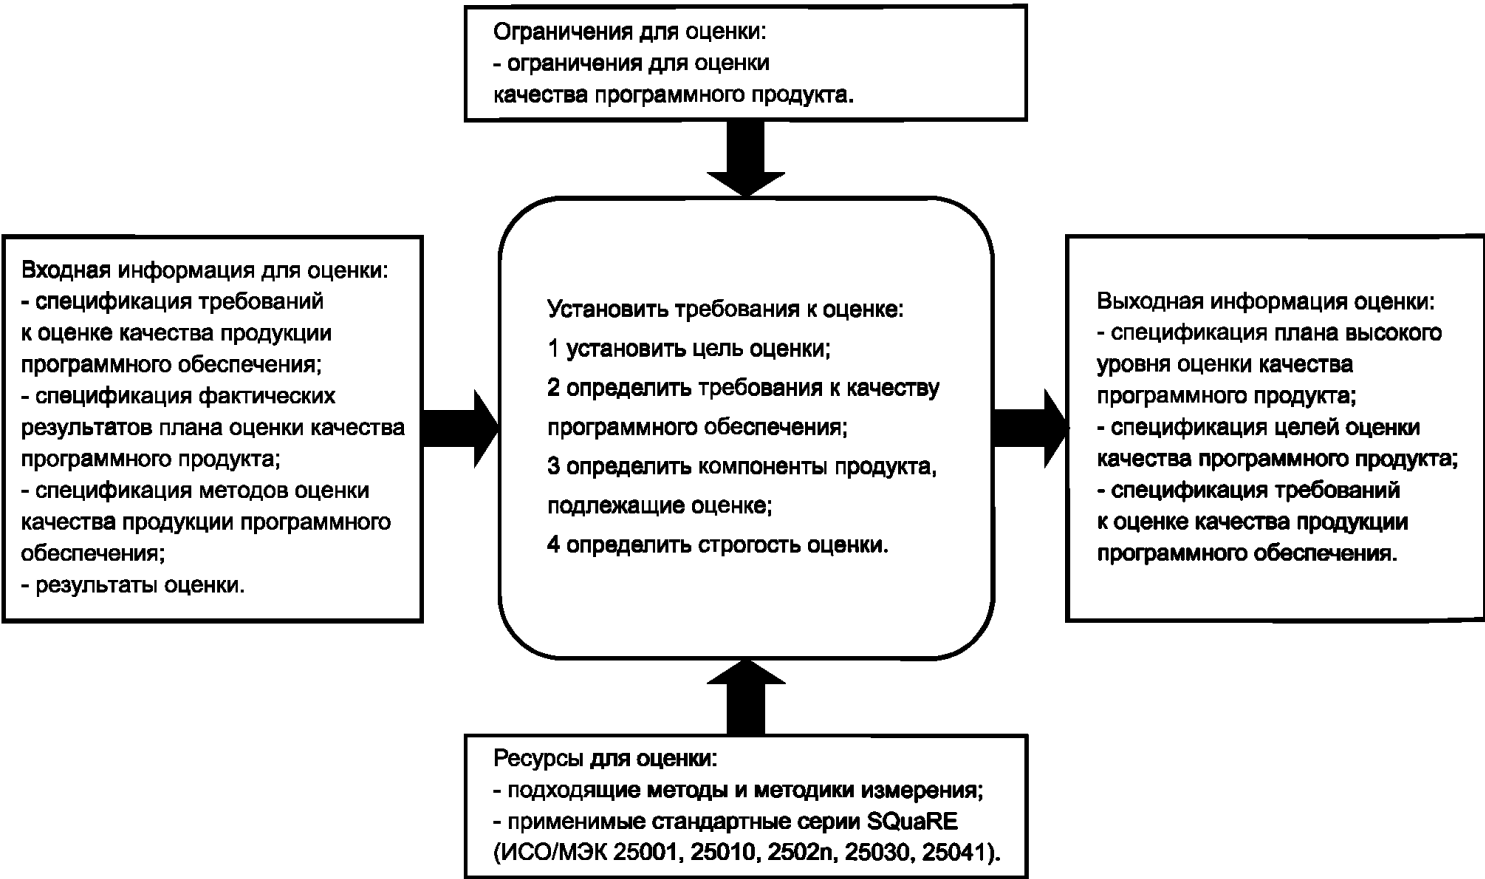 Ограничения для оценки:
- ограничения для оценки
качества программного продукта.
Входная информация для оценки:
- спецификация требований
к оценке качества продукции
программного обеспечения;
- спецификация фактических
результатов плана оценки качества
программного продукта;
- спецификация методов оценки
качества продукции программного
обеспечения;
- результаты оценки.
Установить требования к оценке:
1 установить цель оценки;
2 определить требования к качеству
программного обеспечения;
3 определить компоненты продукта,
подлежащие оценке;
4 определить строгость оценки.
Выходная информация оценки:
- спецификация плана высокого
уровня оценки качества
программного продукта;
- спецификация целей оценки
качества программного продукта;
- спецификация требований
к оценке качества продукции
программного обеспечения.
Ресурсы для оценки:
- подходящие методы и методики измерения;
- применимые стандартные серии SQuaRE
(ИСО/МЭК 25001, 25010, 2502n, 25030, 25041).